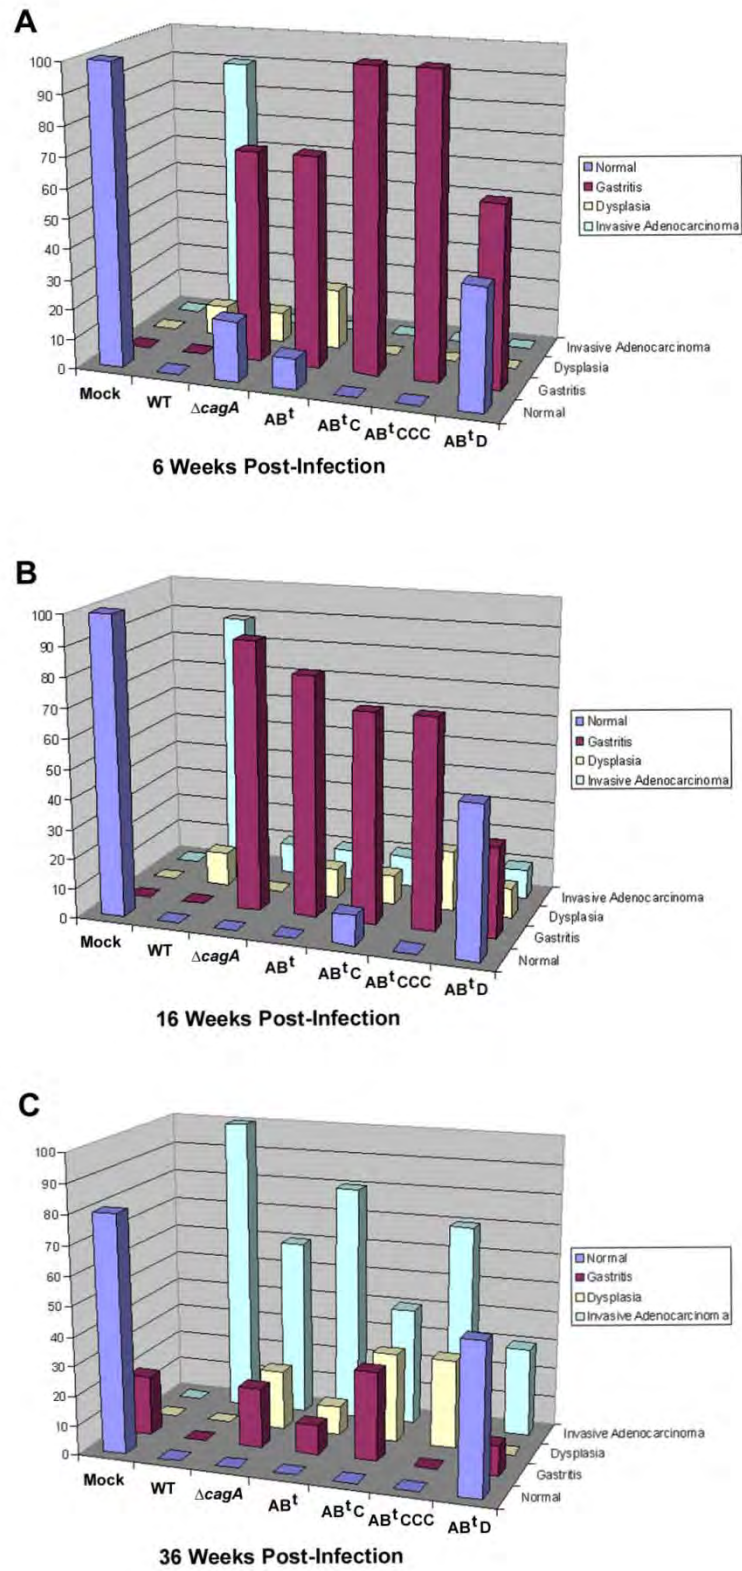 A
100
90
80
70
60
50
40
30
20
10
0
Mock
WT
ΔcagA
ABᵗ
ABᵗC
ABᵗCCC
ABᵗD
Invasive Adenocarcinoma
Dysplasia
Gastritis
Normal
Normal
Gastritis
Dysplasia
Invasive Adenocarcinoma
6 Weeks Post-Infection
B
100
90
80
70
60
50
40
30
20
10
0
Mock
WT
ΔcagA
ABᵗ
ABᵗC
ABᵗCCC
ABᵗD
Invasive Adenocarcinoma
Dysplasia
Gastritis
Normal
Normal
Gastritis
Dysplasia
Invasive Adenocarcinoma
16 Weeks Post-Infection
C
100
90
80
70
60
50
40
30
20
10
0
Mock
WT
ΔcagA
ABᵗ
ABᵗC
ABᵗCCC
ABᵗD
Invasive Adenocarcinoma
Dysplasia
Gastritis
Normal
Normal
Gastritis
Dysplasia
Invasive Adenocarcinoma
36 Weeks Post-Infection